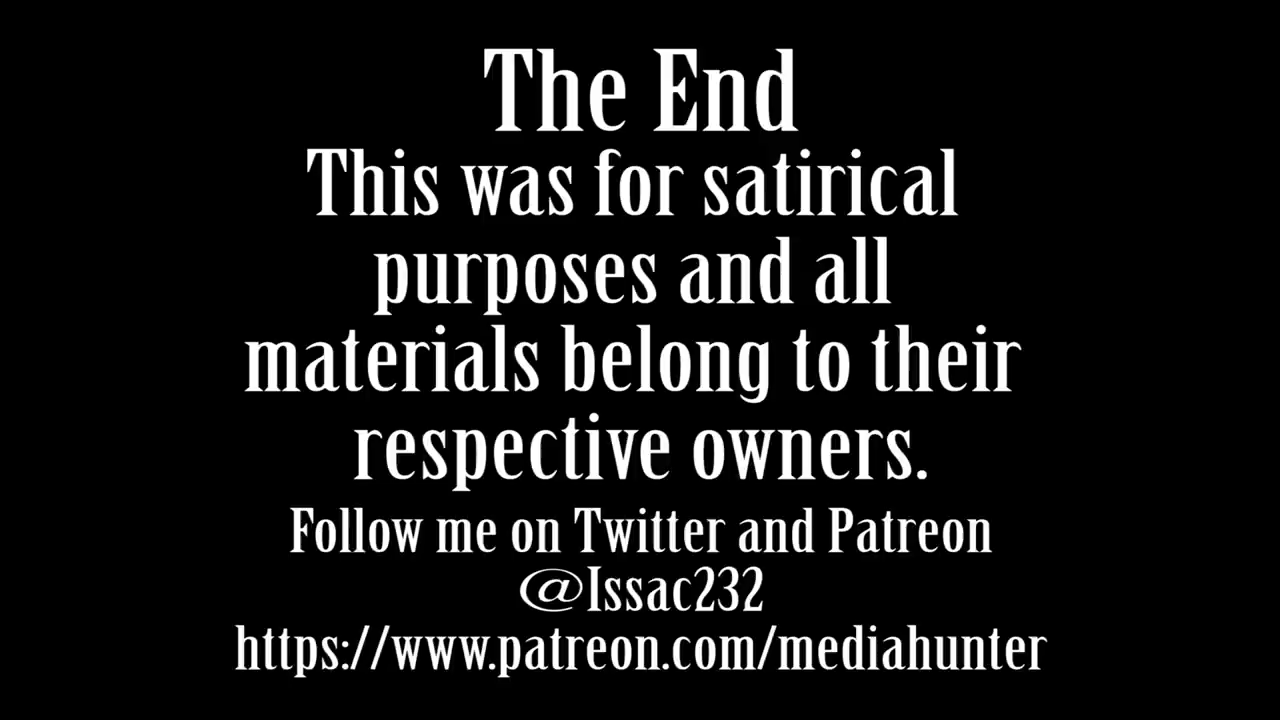 The End
This was for satirical
purposes and all
materials belong to their
respective owners.
Follow me on Twitter and Patreon
@Issac232
https://www.patreon.com/mediahunter